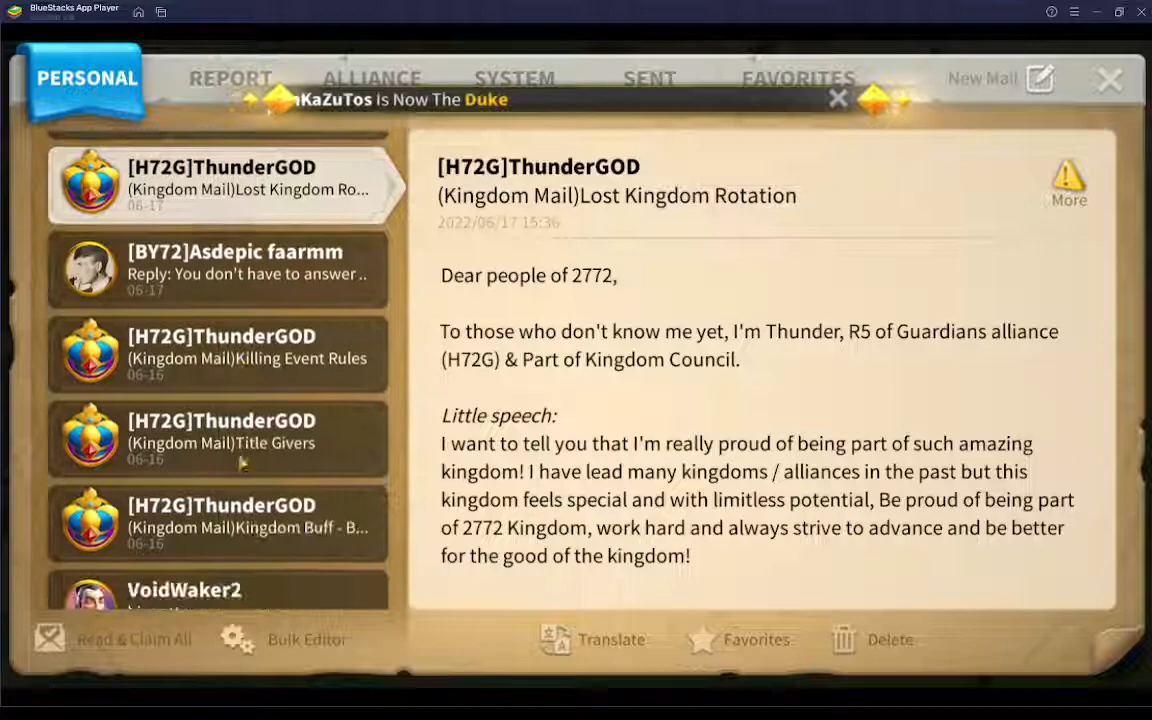 BlueStacks App Player
PERSONAL
REPORT
ALLIANCE
SYSTEM
SENT
FAVORITES
New Mail
KaZuTos Is Now The Duke
[H72G]ThunderGOD
(Kingdom Mail)Lost Kingdom Ro...
06-17
[BY72]Asdepic faarmm
Reply: You don't have to answer ..
06-17
[H72G]ThunderGOD
(Kingdom Mail)Killing Event Rules
06-16
[H72G]ThunderGOD
(Kingdom Mail)Title Givers
06-16
[H72G]ThunderGOD
(Kingdom Mail)Kingdom Buff - B...
06-16
VoidWaker2
[H72G]ThunderGOD
(Kingdom Mail)Lost Kingdom Rotation
2022/06/17 15:36
More
Dear people of 2772,
To those who don't know me yet, I'm Thunder, R5 of Guardians alliance
(H72G) & Part of Kingdom Council.
Little speech:
I want to tell you that I'm really proud of being part of such amazing
kingdom! I have lead many kingdoms / alliances in the past but this
kingdom feels special and with limitless potential, Be proud of being part
of 2772 Kingdom, work hard and always strive to advance and be better
for the good of the kingdom!
Read & Claim All
Bulk Editor
Translate
Favorites
Delete